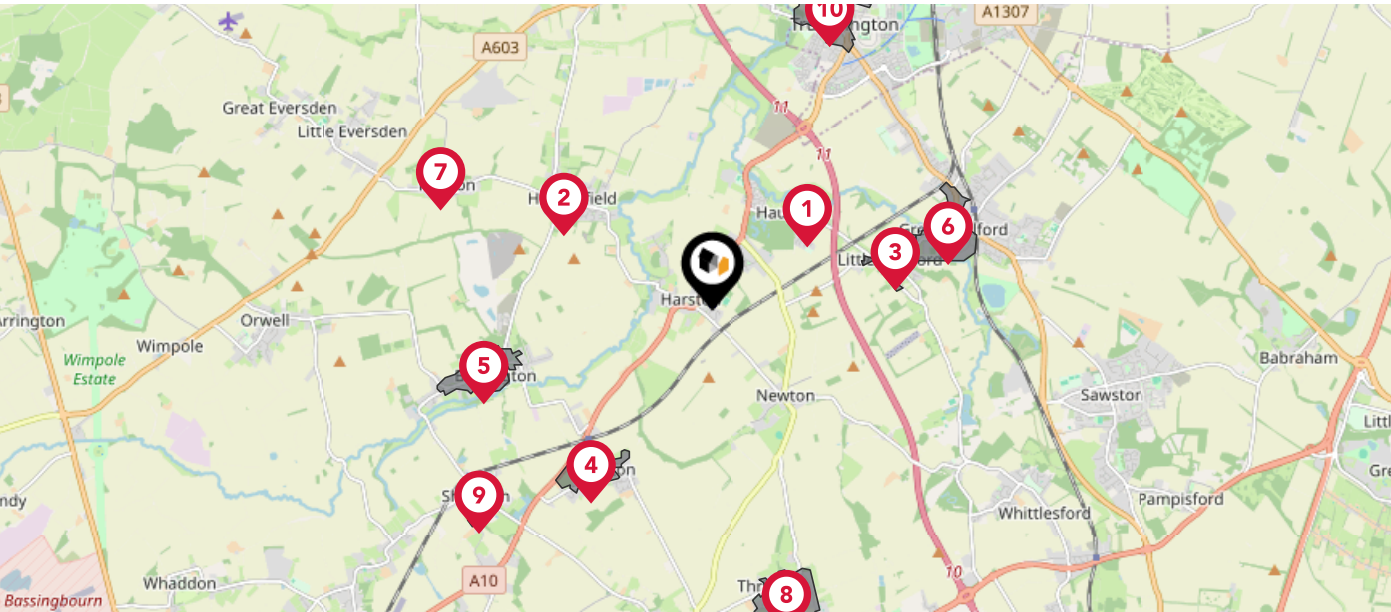 10
A1307
A603
Great Eversden
11
Little Eversden
11
7
2
1
6
3
Harst
Orwell
Wimpole
Babraham
Wimpole
Estate
5
Newton
Sawstor
4
9
Pampisford
Whittlesford
10
A10
Whaddon
8
Bassingbourn